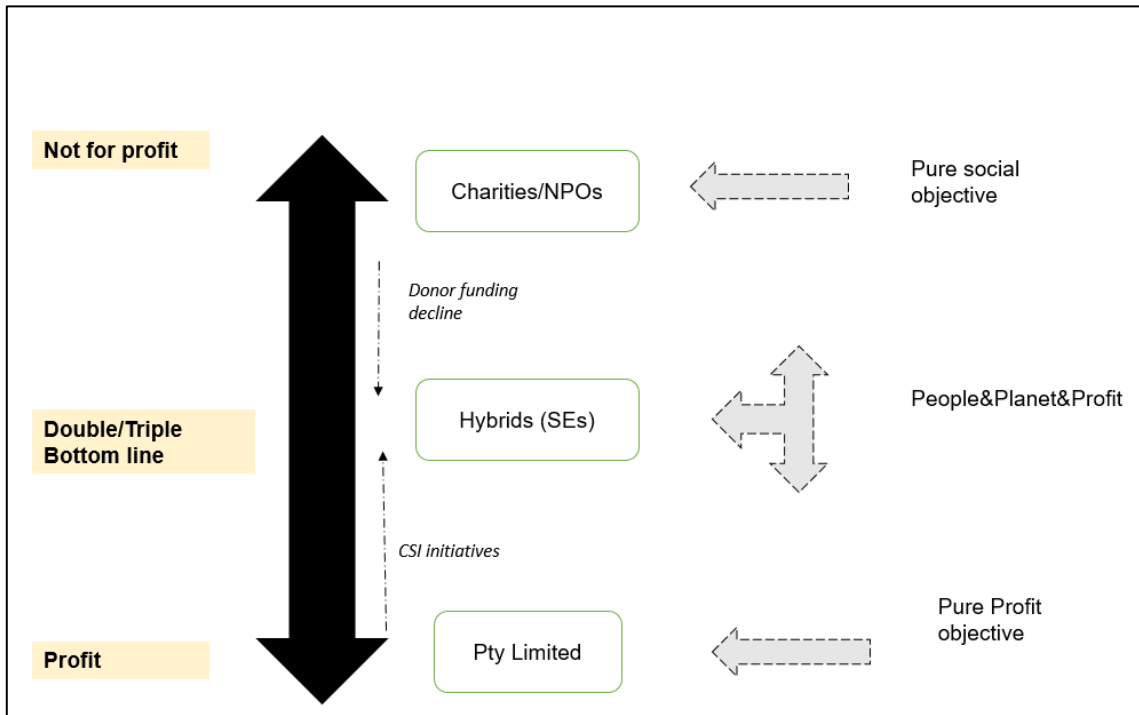 Not for profit
Charities/NPOs
Pure social
objective
Donor funding
decline
Double/Triple
Bottom line
Hybrids (SEs)
People&Planet&Profit
CSI initiatives
Profit
Pty Limited
Pure Profit
objective